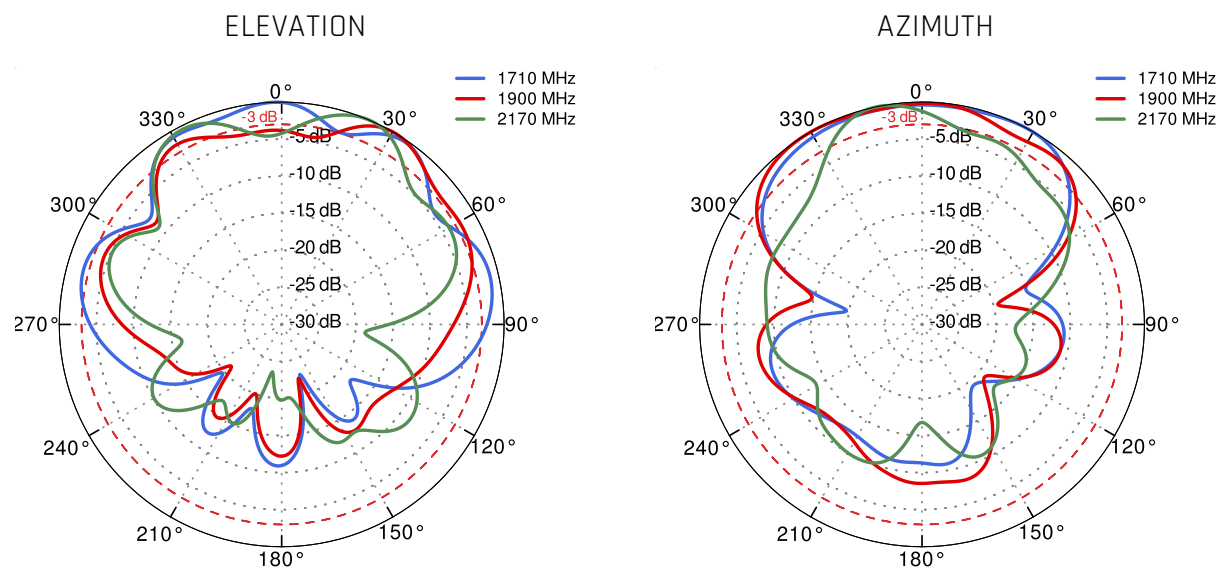 ELEVATION
1710 MHz
1900 MHz
2170 MHz
0°
330°
-3 dB
30°
-5 dB
-10 dB
300°
60°
-15 dB
-20 dB
-25 dB
-30 dB
270°
90°
240°
120°
210°
150°
180°
AZIMUTH
1710 MHz
1900 MHz
2170 MHz
0°
330°
-3 dB
30°
-5 dB
-10 dB
300°
60°
-15 dB
-20 dB
-25 dB
-30 dB
270°
90°
240°
120°
210°
150°
180°